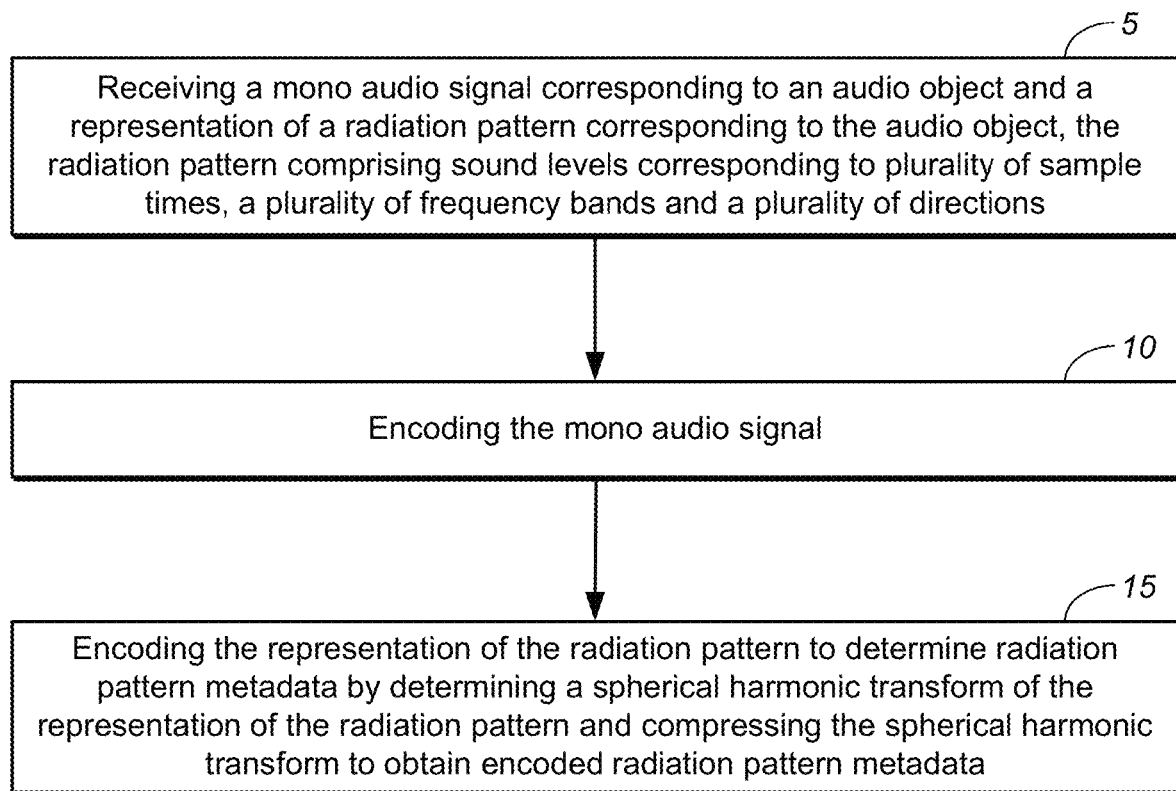 5
Receiving a mono audio signal corresponding to an audio object and a
representation of a radiation pattern corresponding to the audio object, the
radiation pattern comprising sound levels corresponding to plurality of sample
times, a plurality of frequency bands and a plurality of directions
10
Encoding the mono audio signal
15
Encoding the representation of the radiation pattern to determine radiation
pattern metadata by determining a spherical harmonic transform of the
representation of the radiation pattern and compressing the spherical harmonic
transform to obtain encoded radiation pattern metadata